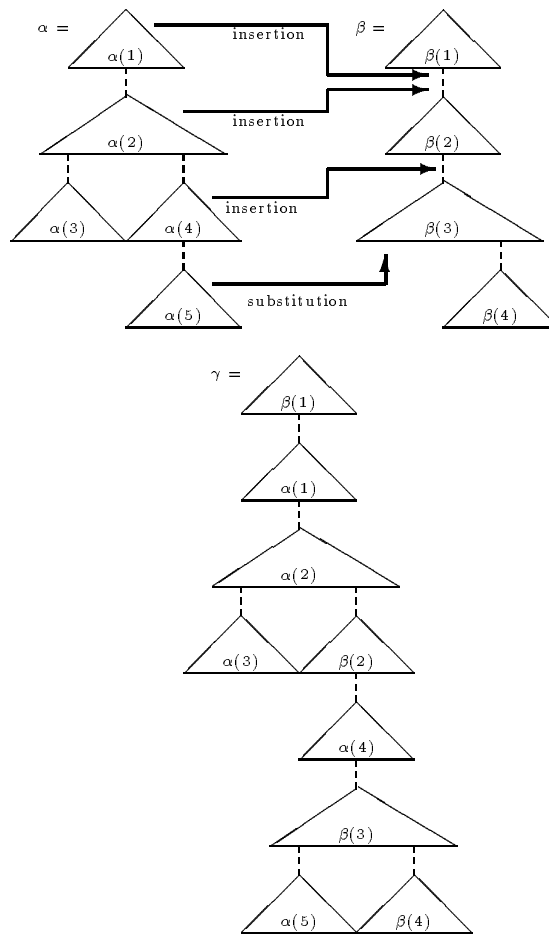 α = β =
insertion
α(1) β(1)
insertion
α(2) β(2)
insertion
α(3) α(4) β(3)
substitution
α(5) β(4)
γ =
β(1)
α(1)
α(2)
α(3) β(2)
α(4)
β(3)
α(5) β(4)